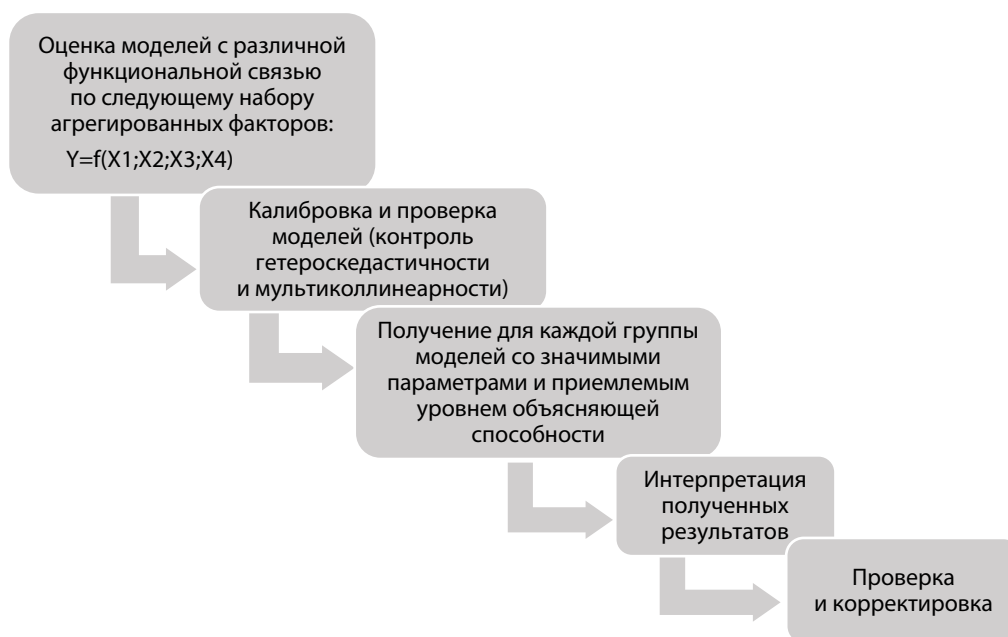 Оценка моделей с различной
функциональной связью
по следующему набору
агрегированных факторов:
Y=f(X1;X2;X3;X4)
Калибровка и проверка
моделей (контроль
гетероскедастичности
и мультиколлинеарности)
Получение для каждой группы
моделей со значимыми
параметрами и приемлемым
уровнем объясняющей
способности
Интерпретация
полученных
результатов
Проверка
и корректировка